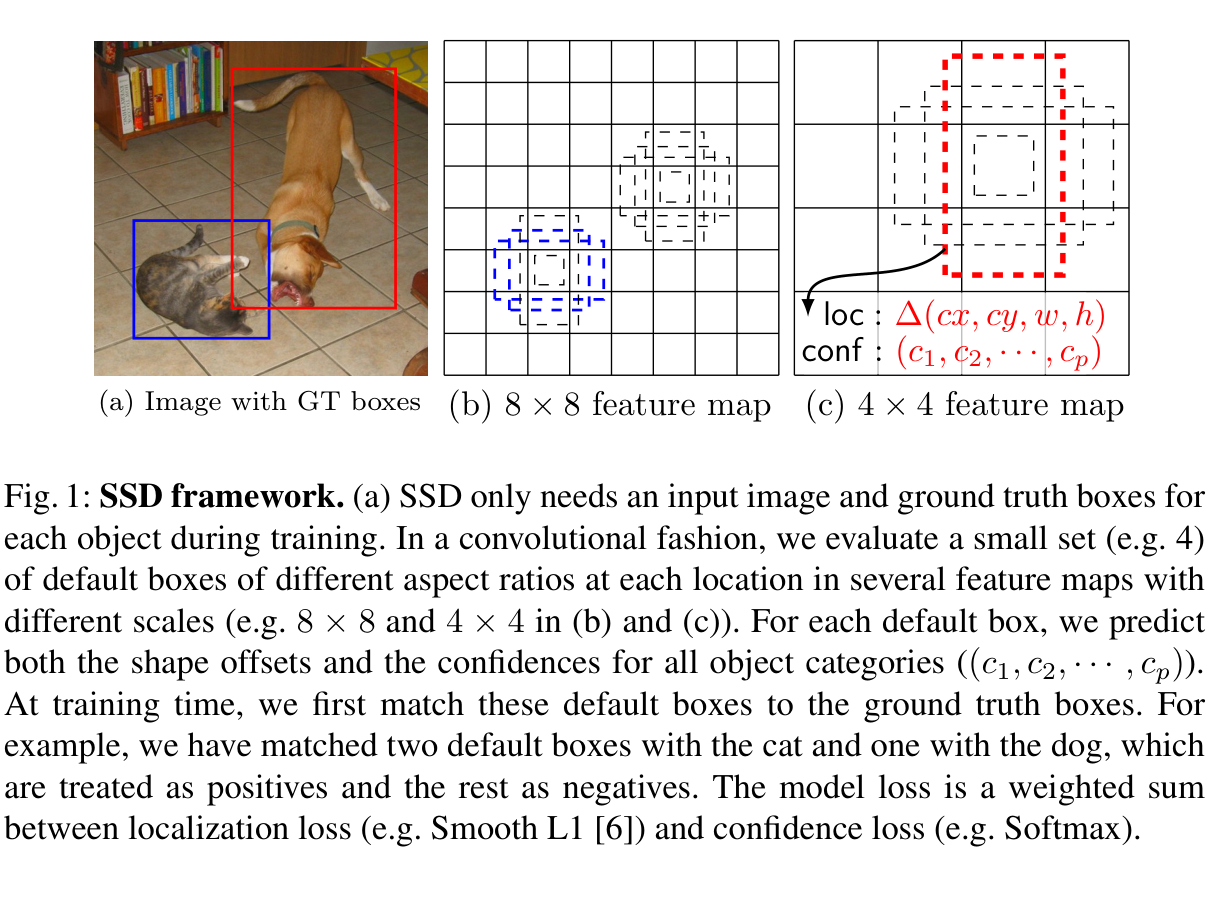 loc : Δ(cx, cy, w, h)
conf : (c₁, c₂, ⋯ , cₚ)
(a) Image with GT boxes (b) 8 × 8 feature map (c) 4 × 4 feature map
Fig. 1: SSD framework. (a) SSD only needs an input image and ground truth boxes for
each object during training. In a convolutional fashion, we evaluate a small set (e.g. 4)
of default boxes of different aspect ratios at each location in several feature maps with
different scales (e.g. 8 × 8 and 4 × 4 in (b) and (c)). For each default box, we predict
both the shape offsets and the confidences for all object categories ((c₁, c₂, ⋯ , cₚ)).
At training time, we first match these default boxes to the ground truth boxes. For
example, we have matched two default boxes with the cat and one with the dog, which
are treated as positives and the rest as negatives. The model loss is a weighted sum
between localization loss (e.g. Smooth L1 [6]) and confidence loss (e.g. Softmax).